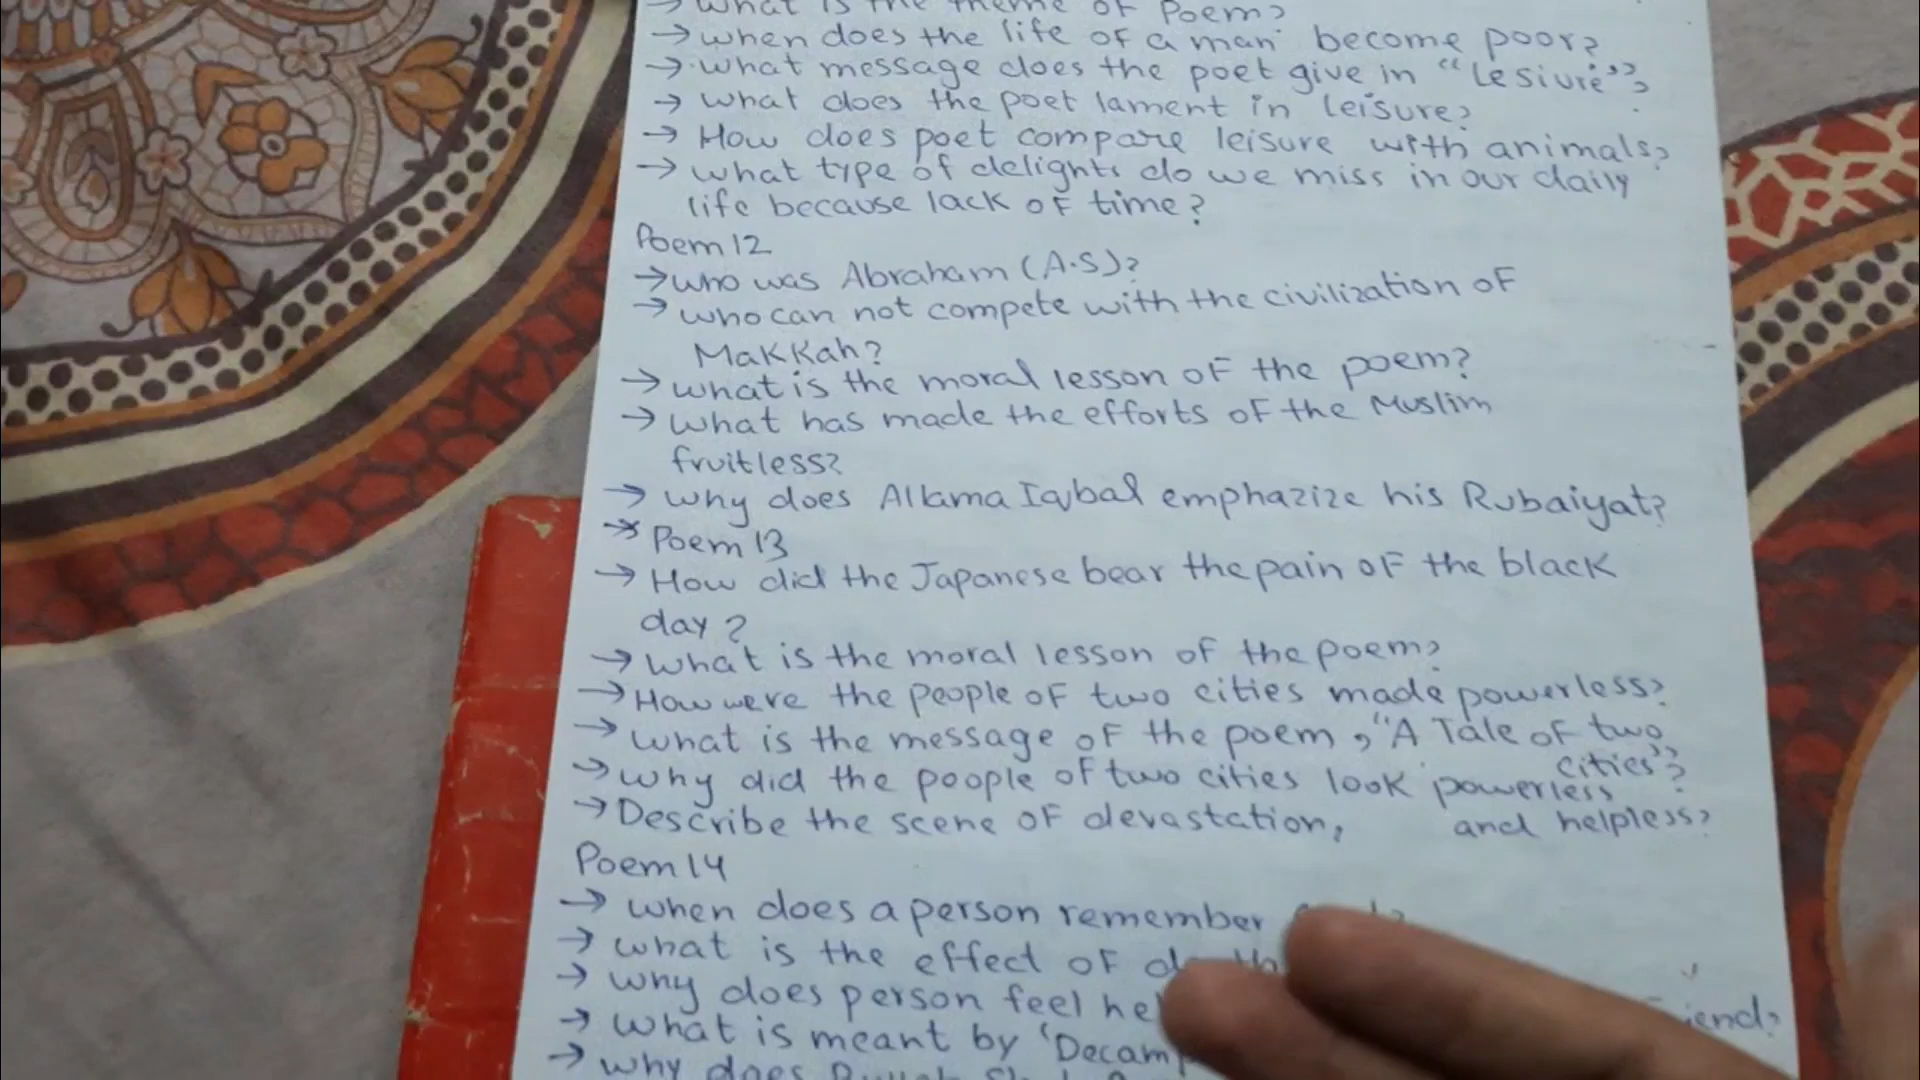 → What is the theme of Poem?
→ when does the life of a man become poor?
→ what message does the poet give in "Lesiure"?
→ what does the poet lament in leisure?
→ How does poet compare leisure with animals?
→ what type of delights do we miss in our daily
life because lack of time?
Poem 12
→ who was Abraham (A.S)?
→ who can not compete with the civilization of
Makkah?
→ what is the moral lesson of the poem?
→ what has made the efforts of the Muslim
fruitless?
→ why does Allama Iqbal emphazize his Rubaiyat?
* Poem 13
→ How did the Japanese bear the pain of the black
day?
→ what is the moral lesson of the poem?
→ How were the people of two cities made powerless?
→ what is the message of the poem, "A Tale of two
cities"?
→ why did the poople of two cities look powerless
and helpless?
→ Describe the scene of devastation,
Poem 14
→ when does a person remember
→ what is the effect of
→ why does person feel
→ what is meant by
→ why does